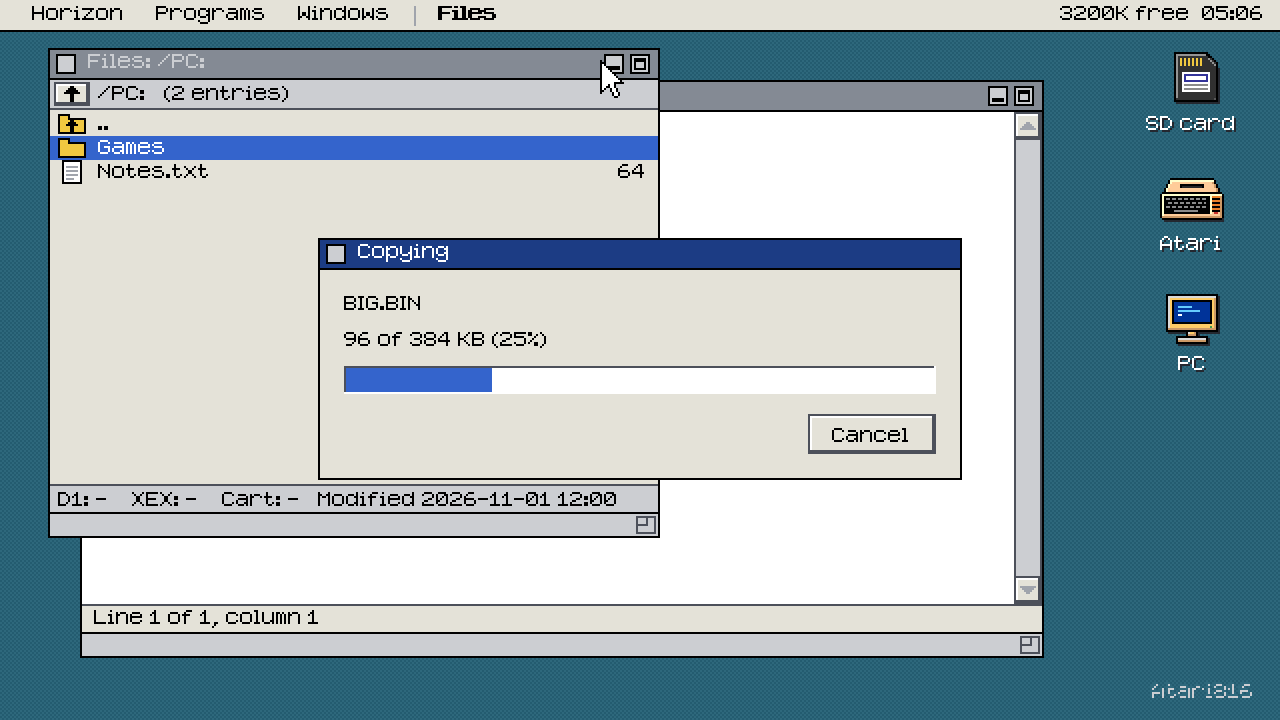 Horizon Programs Windows | Files 3200K free 05:06
Files: /PC:
/PC: (2 entries)
..
Games
Notes.txt 64
Copying
BIG.BIN
96 of 384 KB (25%)
Cancel
D1: - XEX: - Cart: - Modified 2026-11-01 12:00
Line 1 of 1, column 1
SD card
Atari
PC
Atari816